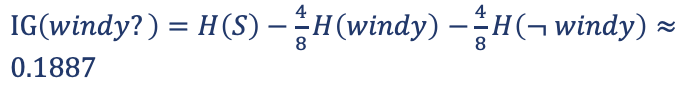 IG(windy? ) = H(S) − 4/8 H(windy) − 4/8 H(¬ windy) ≈
0.1887